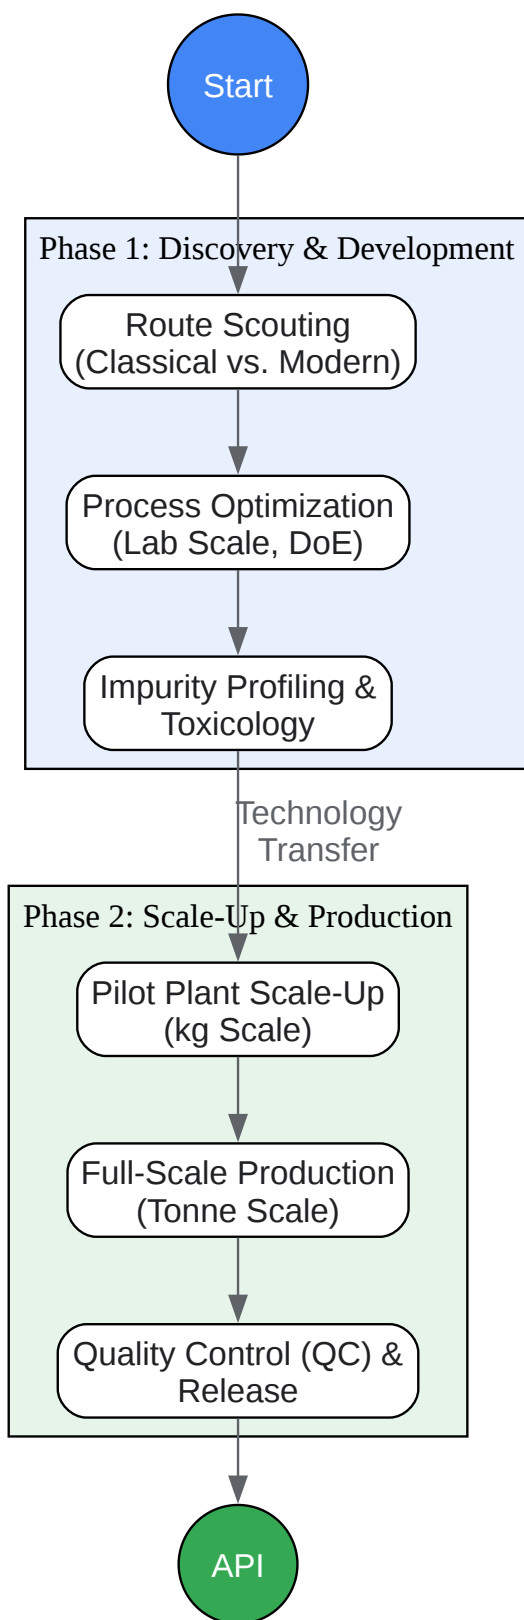 Start
Phase 1: Discovery & Development
Route Scouting
(Classical vs. Modern)
Process Optimization
(Lab Scale, DoE)
Impurity Profiling &
Toxicology
Technology
Transfer
Phase 2: Scale-Up & Production
Pilot Plant Scale-Up
(kg Scale)
Full-Scale Production
(Tonne Scale)
Quality Control (QC) &
Release
API